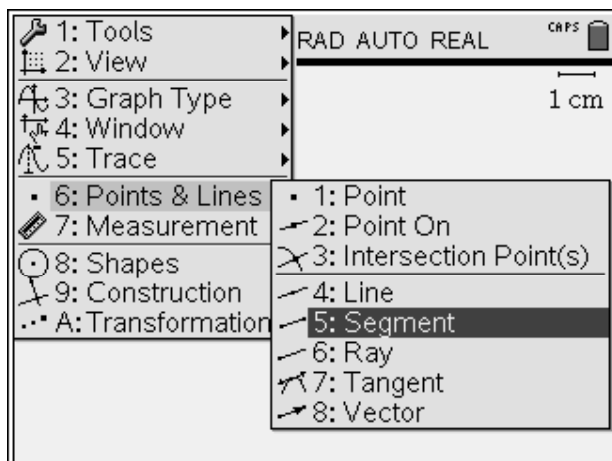 1: Tools
2: View
3: Graph Type
4: Window
5: Trace
6: Points & Lines
7: Measurement
8: Shapes
9: Construction
A: Transformation
RAD AUTO REAL
CAPS
1 cm
1: Point
2: Point On
3: Intersection Point(s)
4: Line
5: Segment
6: Ray
7: Tangent
8: Vector